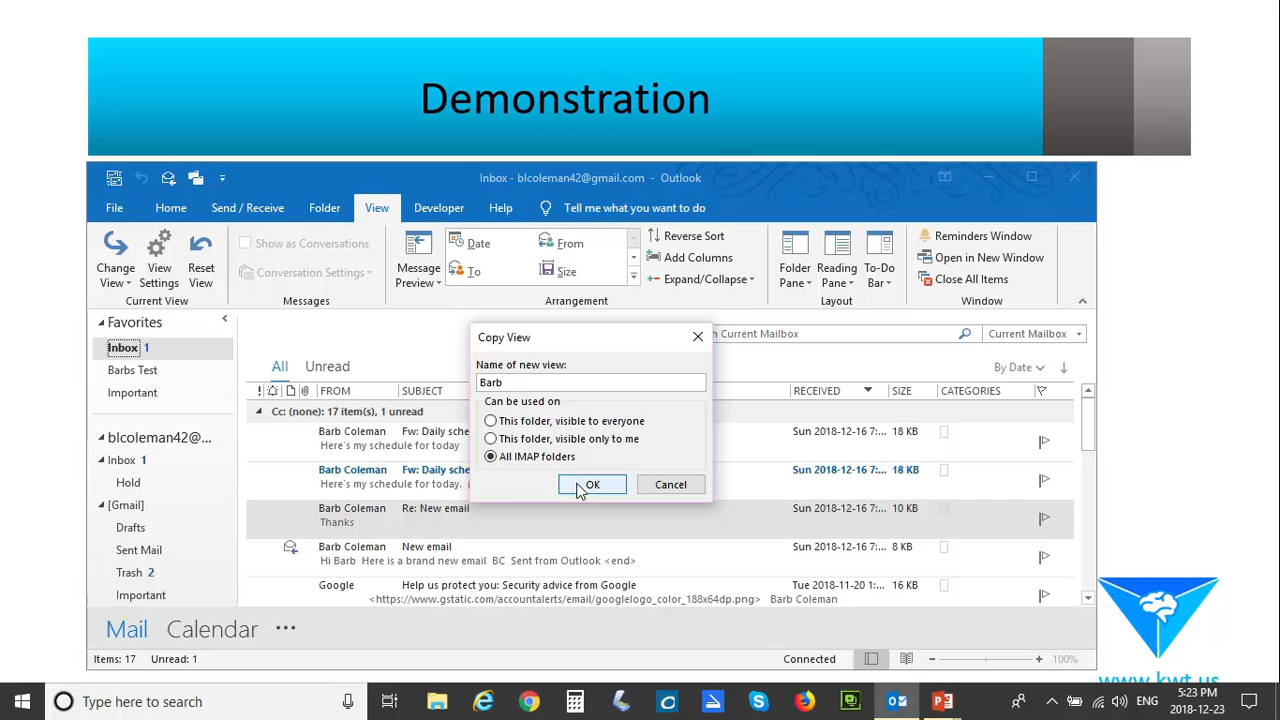 Demonstration
Inbox - blcoleman42@gmail.com - Outlook
File Home Send / Receive Folder View Developer Help Tell me what you want to do
Change View View Settings Reset View
Current View
Show as Conversations
Conversation Settings
Messages
Message Preview
Date From
To Size
Arrangement
Reverse Sort
Add Columns
Expand/Collapse
Folder Pane Reading Pane To-Do Bar
Layout
Reminders Window
Open in New Window
Close All Items
Window
Favorites
Inbox 1
Barbs Test
Important
blcoleman42@...
Inbox 1
Hold
[Gmail]
Drafts
Sent Mail
Trash 2
Important
Current Mailbox Current Mailbox
All Unread By Date
! FROM SUBJECT RECEIVED SIZE CATEGORIES
Cc: (none): 17 item(s), 1 unread
Barb Coleman Fw: Daily sche Sun 2018-12-16 7:... 18 KB
Here's my schedule for today
Barb Coleman Fw: Daily sche Sun 2018-12-16 7:... 18 KB
Here's my schedule for today.
Barb Coleman Re: New email Sun 2018-12-16 7:... 10 KB
Thanks
Barb Coleman New email Sun 2018-12-16 7:... 8 KB
Hi Barb Here is a brand new email BC Sent from Outlook <end>
Google Help us protect you: Security advice from Google Tue 2018-11-20 1:... 16 KB
<https://www.gstatic.com/accountalerts/email/googlelogo_color_188x64dp.png> Barb Coleman
Copy View
Name of new view:
Barb
Can be used on
This folder, visible to everyone
This folder, visible only to me
All IMAP folders
OK Cancel
Mail Calendar ...
Items: 17 Unread: 1 Connected 100%
www.kwt.us
Type here to search
ENG
5:23 PM
2018-12-23